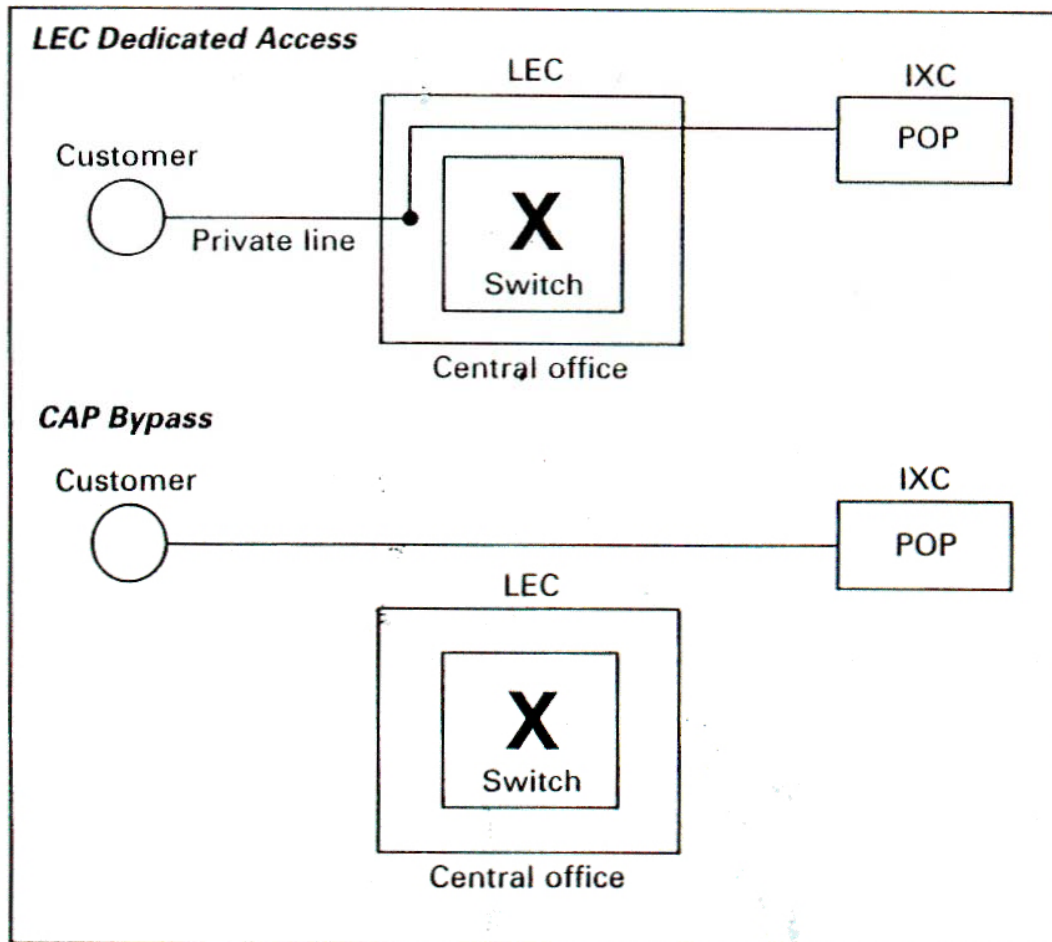 LEC Dedicated Access
LEC
IXC
POP
Customer
Private line
X
Switch
Central office
CAP Bypass
Customer
IXC
POP
LEC
X
Switch
Central office